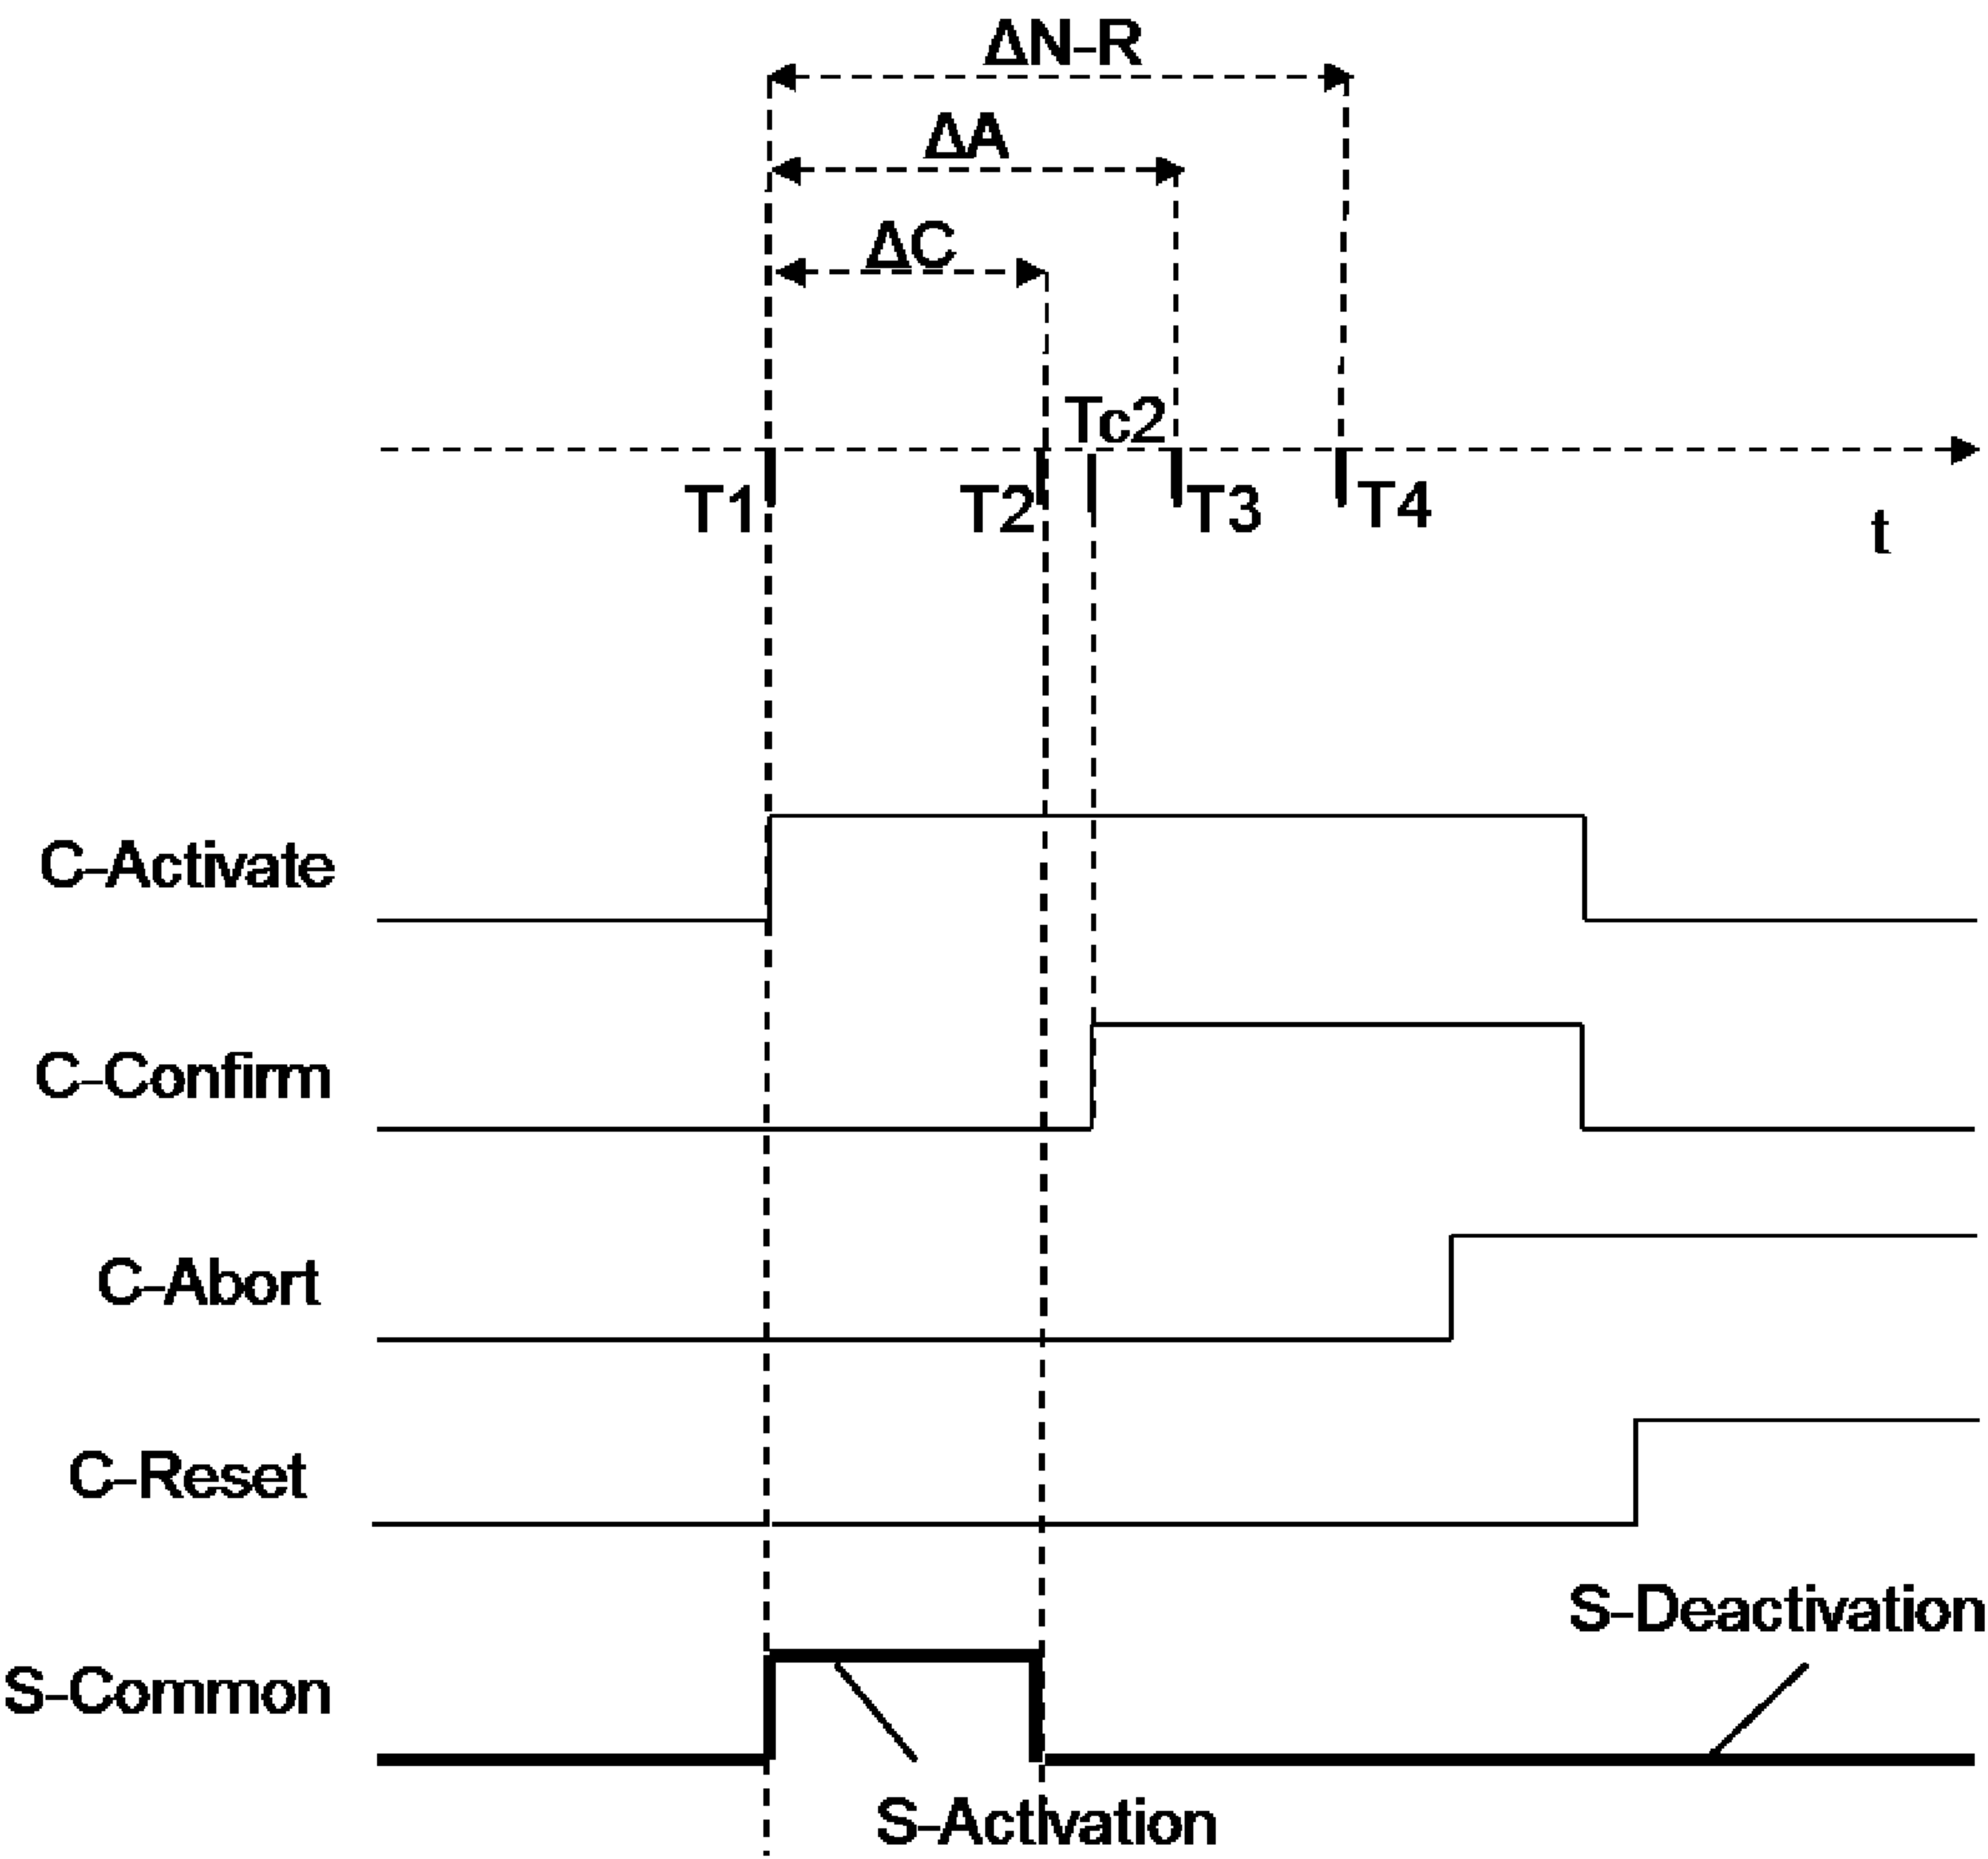 ΔN-R
ΔA
ΔC
Tc2
T1
T2
T3
T4
t
C-Activate
C-Confirm
C-Abort
C-Reset
S-Deactivation
S-Common
S-Activation